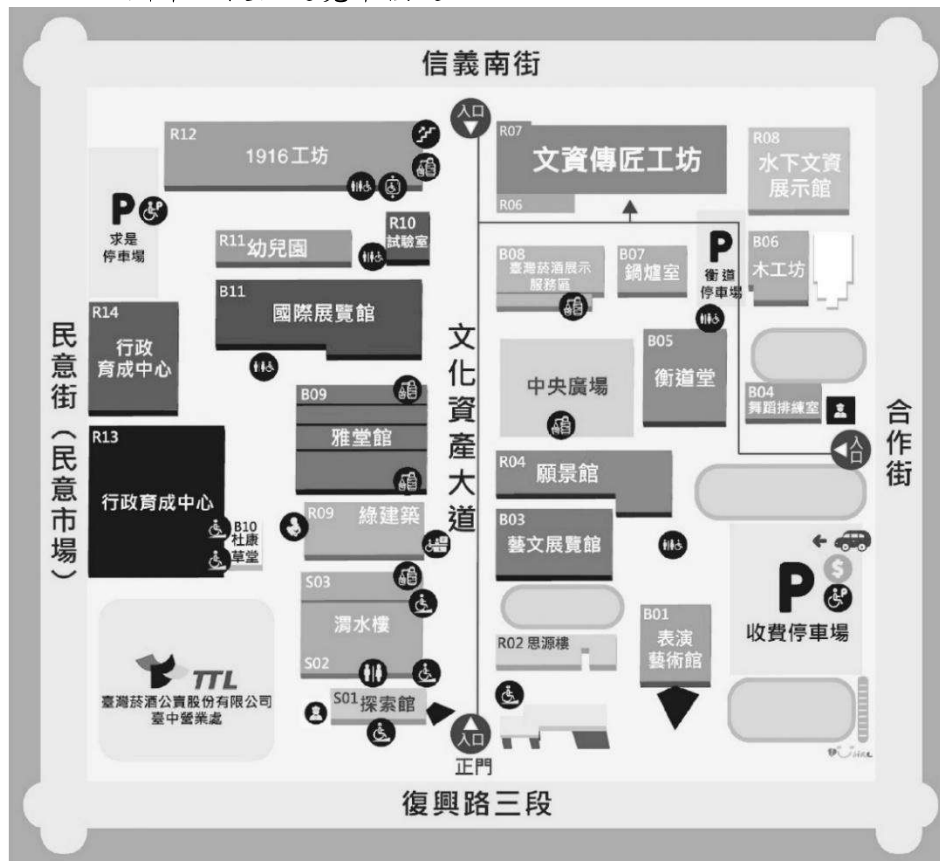 信義南街
入口
R12
1916工坊
R07
文資傳匠工坊
R06
R08
水下文資
展示館
P
求是
停車場
R11 幼兒園
R10
試驗室
B08
臺灣菸酒展示
服務區
B07
鍋爐室
P
衡道
停車場
B06
木工坊
B11
國際展覽館
R14
行政
育成中心
文化資產大道
中央廣場
B05
衡道堂
B04
舞蹈排練室
民意街（民意市場）
合作街
入口
B09
雅堂館
R13
行政育成中心
B10
杜康
草堂
R09 綠建築
R04 願景館
B03
藝文展覽館
$
P
收費停車場
S03
渭水樓
S02
R02 思源樓
B01
表演
藝術館
TTL
臺灣菸酒公賣股份有限公司
臺中營業處
S01 探索館
入口
正門
復興路三段